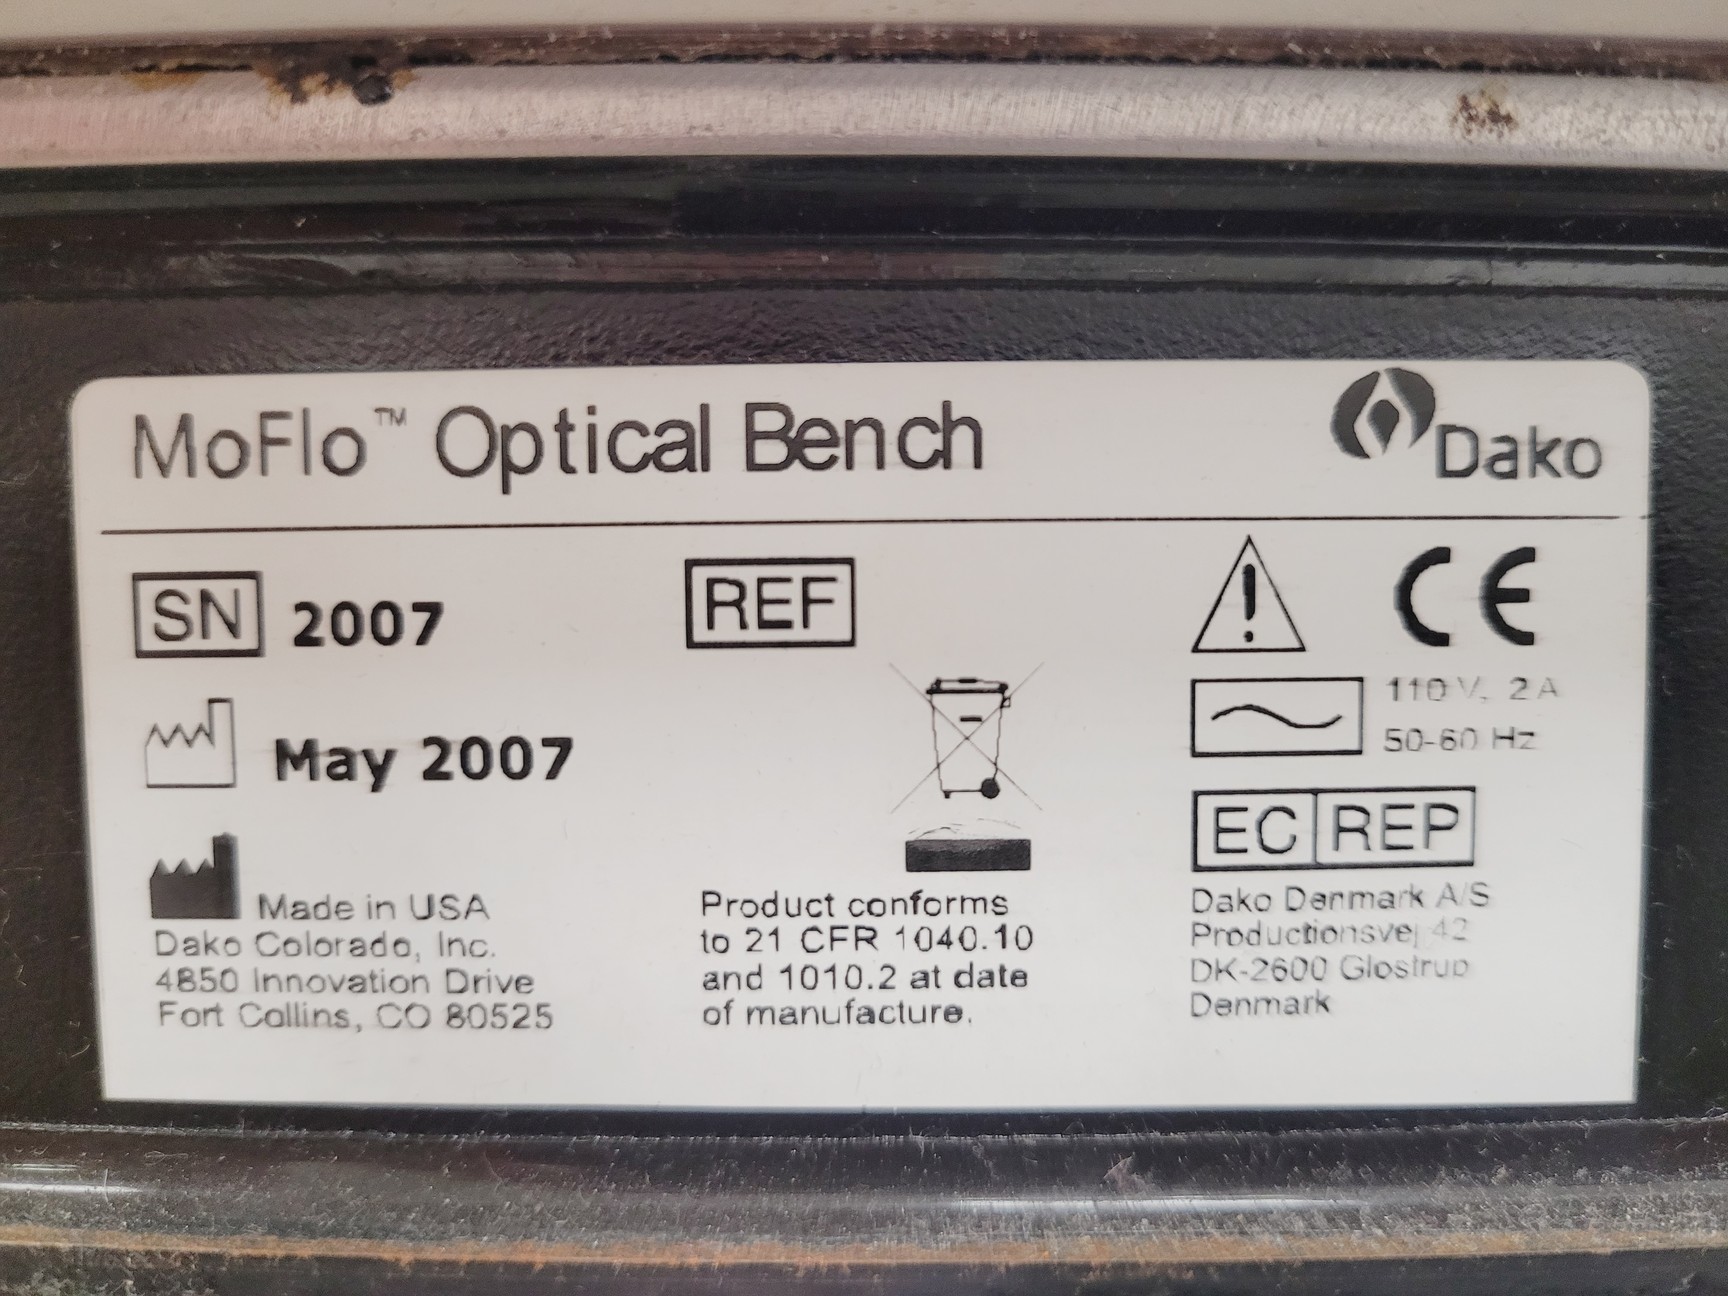 MoFlo™ Optical Bench
Dako
SN 2007
REF
CE
May 2007
110 V, 2 A
50-60 Hz
EC REP
Made in USA
Dako Colorado, Inc.
4850 Innovation Drive
Fort Collins, CO 80525
Product conforms
to 21 CFR 1040.10
and 1010.2 at date
of manufacture.
Dako Denmark A/S
Productionsvej 42
DK-2600 Glostrup
Denmark